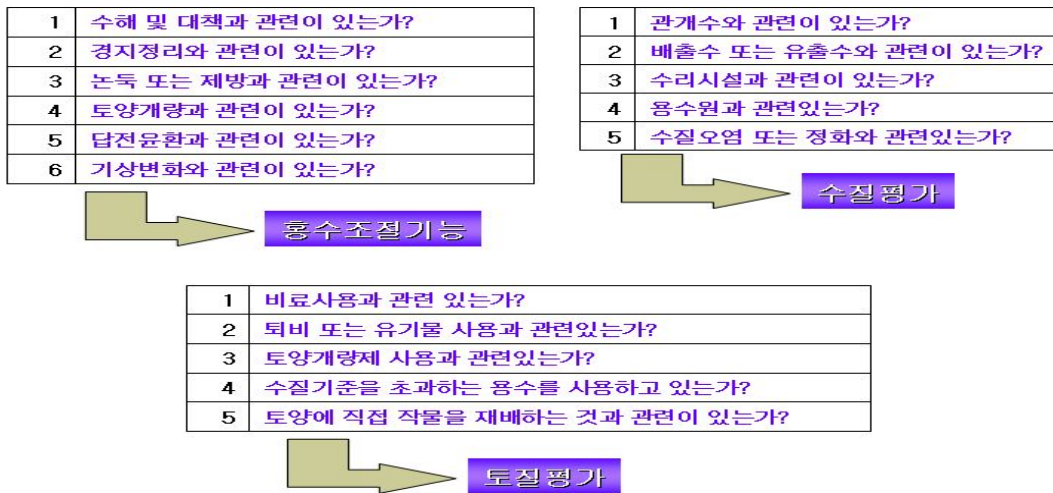 1 수해 및 대책과 관련이 있는가?
2 경지정리와 관련이 있는가?
3 논둑 또는 제방과 관련이 있는가?
4 토양개량과 관련이 있는가?
5 답전윤환과 관련이 있는가?
6 기상변화와 관련이 있는가?
홍수조절기능
1 관개수와 관련이 있는가?
2 배출수 또는 유출수와 관련이 있는가?
3 수리시설과 관련이 있는가?
4 용수원과 관련있는가?
5 수질오염 또는 정화와 관련있는가?
수질평가
1 비료사용과 관련 있는가?
2 퇴비 또는 유기물 사용과 관련있는가?
3 토양개량제 사용과 관련있는가?
4 수질기준을 초과하는 용수를 사용하고 있는가?
5 토양에 직접 작물을 재배하는 것과 관련이 있는가?
토질평가